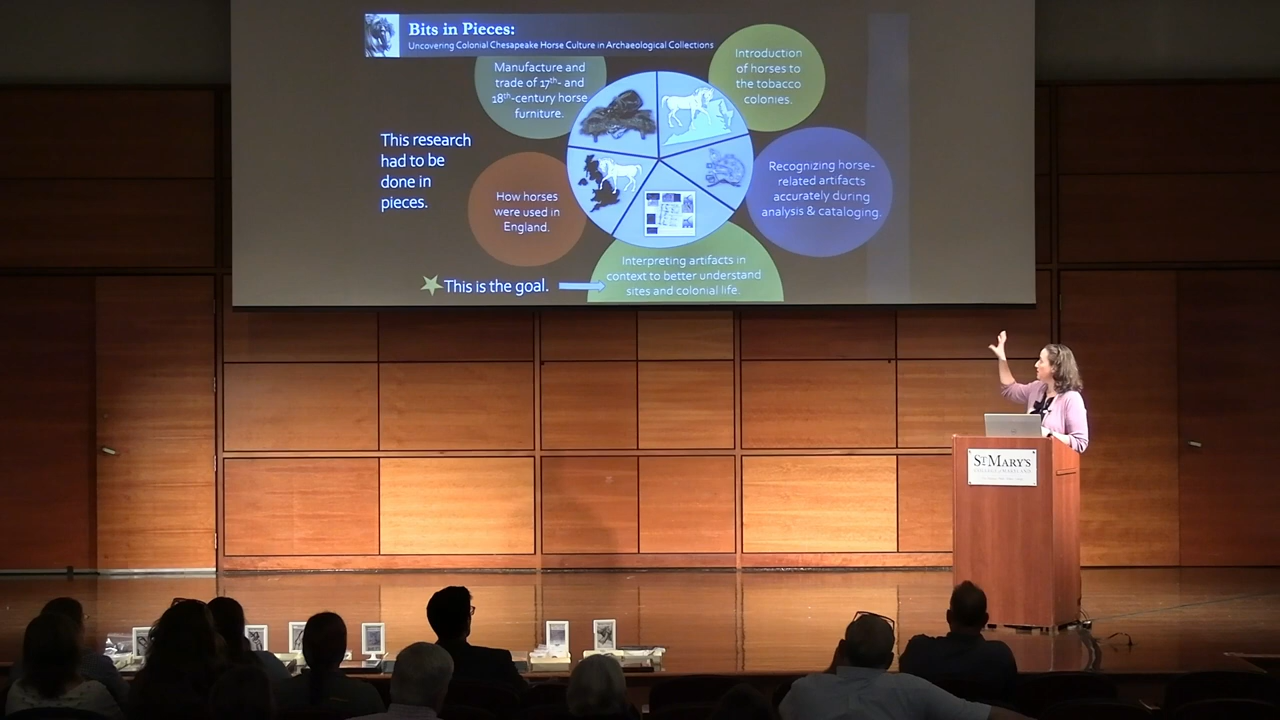 Bits in Pieces:
Uncovering Colonial Chesapeake Horse Culture in Archaeological Collections
Manufacture and
trade of 17th- and
18th-century horse
furniture.
Introduction
of horses to
the tobacco
colonies.
This research
had to be
done in
pieces.
Recognizing horse-
related artifacts
accurately during
analysis & cataloging.
How horses
were used in
England.
Interpreting artifacts in
context to better understand
sites and colonial life.
This is the goal.
ST MARY'S
COLLEGE of MARYLAND